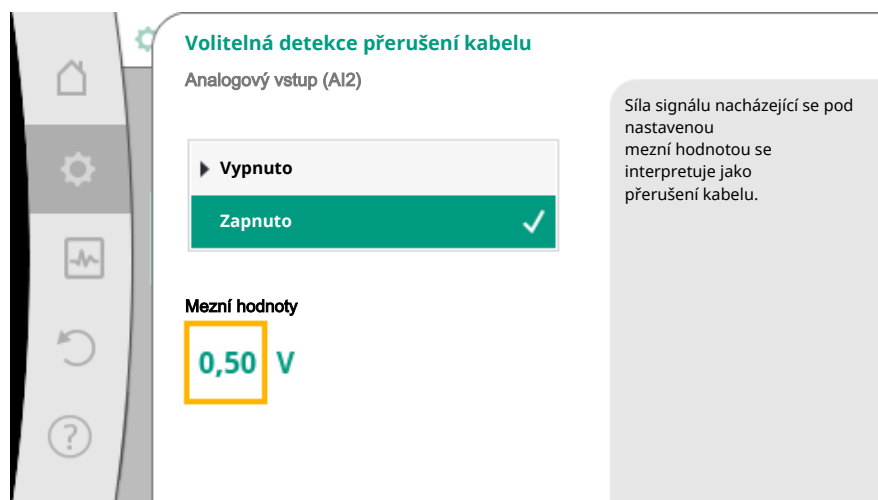 Volitelná detekce přerušení kabelu
Analogový vstup (AI2)
Vypnuto
Zapnuto
Mezní hodnoty
0,50 V
Síla signálu nacházející se pod
nastavenou
mezní hodnotou se
interpretuje jako
přerušení kabelu.